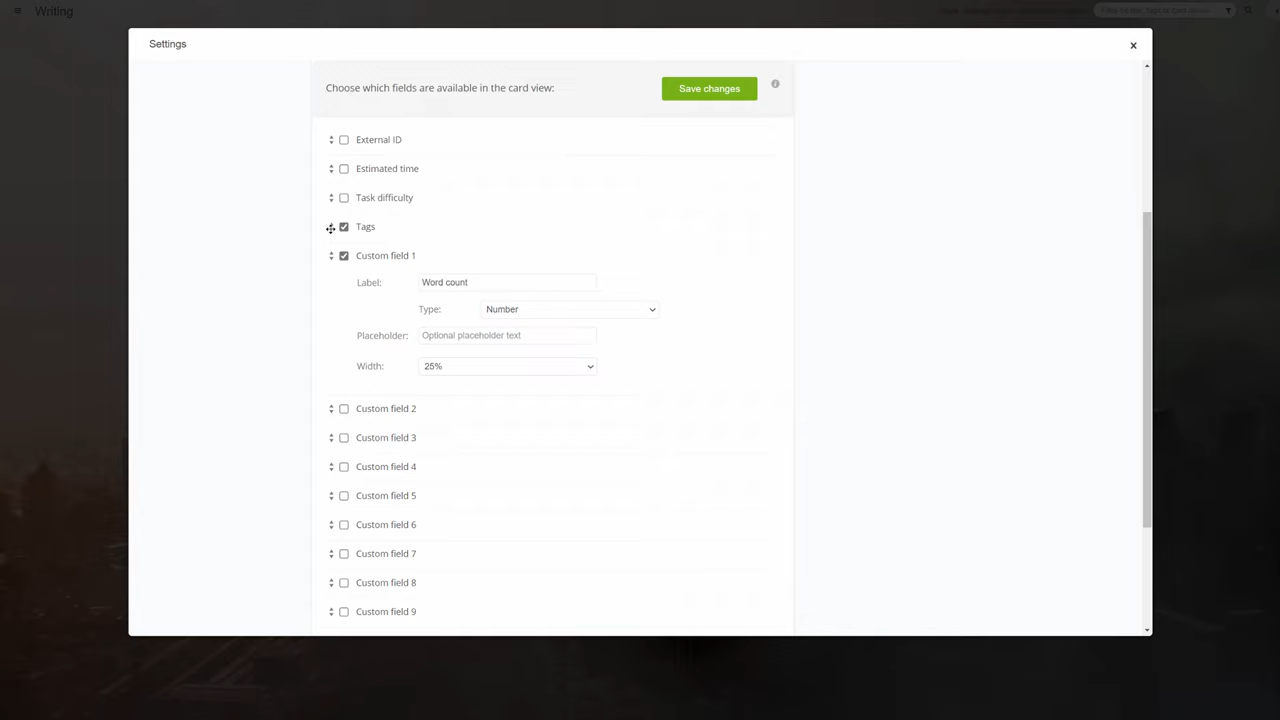 Writing
Settings
Choose which fields are available in the card view:
Save changes
External ID
Estimated time
Task difficulty
Tags
Custom field 1
Label: Word count
Type: Number
Placeholder: Optional placeholder text
Width: 25%
Custom field 2
Custom field 3
Custom field 4
Custom field 5
Custom field 6
Custom field 7
Custom field 8
Custom field 9